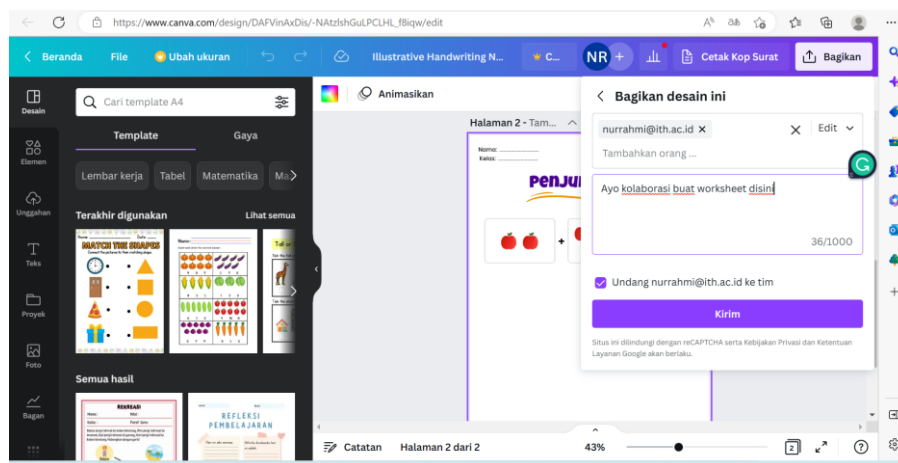 https://www.canva.com/design/DAFVinAxDis/-NAtzlshGuLPCLHL_f8iqw/edit
Beranda File Ubah ukuran Illustrative Handwriting N... C... NR + Cetak Kop Surat Bagikan
Desain
Elemen
Unggahan
Teks
Proyek
Foto
Bagan
Cari template A4
Template Gaya
Lembar kerja Tabel Matematika
Terakhir digunakan Lihat semua
MATCH THE SHAPES
Semua hasil
REKREASI
REFLEKSI
PEMBELAJARAN
Animasikan
Halaman 2 - Tam...
Nama:
Kelas:
Penju
+
Bagikan desain ini
nurrahmi@ith.ac.id Edit
Tambahkan orang ...
Ayo kolaborasi buat worksheet disini
36/1000
Undang nurrahmi@ith.ac.id ke tim
Kirim
Situs ini dilindungi dengan reCAPTCHA serta Kebijakan Privasi dan Ketentuan
Layanan Google akan berlaku.
Catatan Halaman 2 dari 2 43% 2